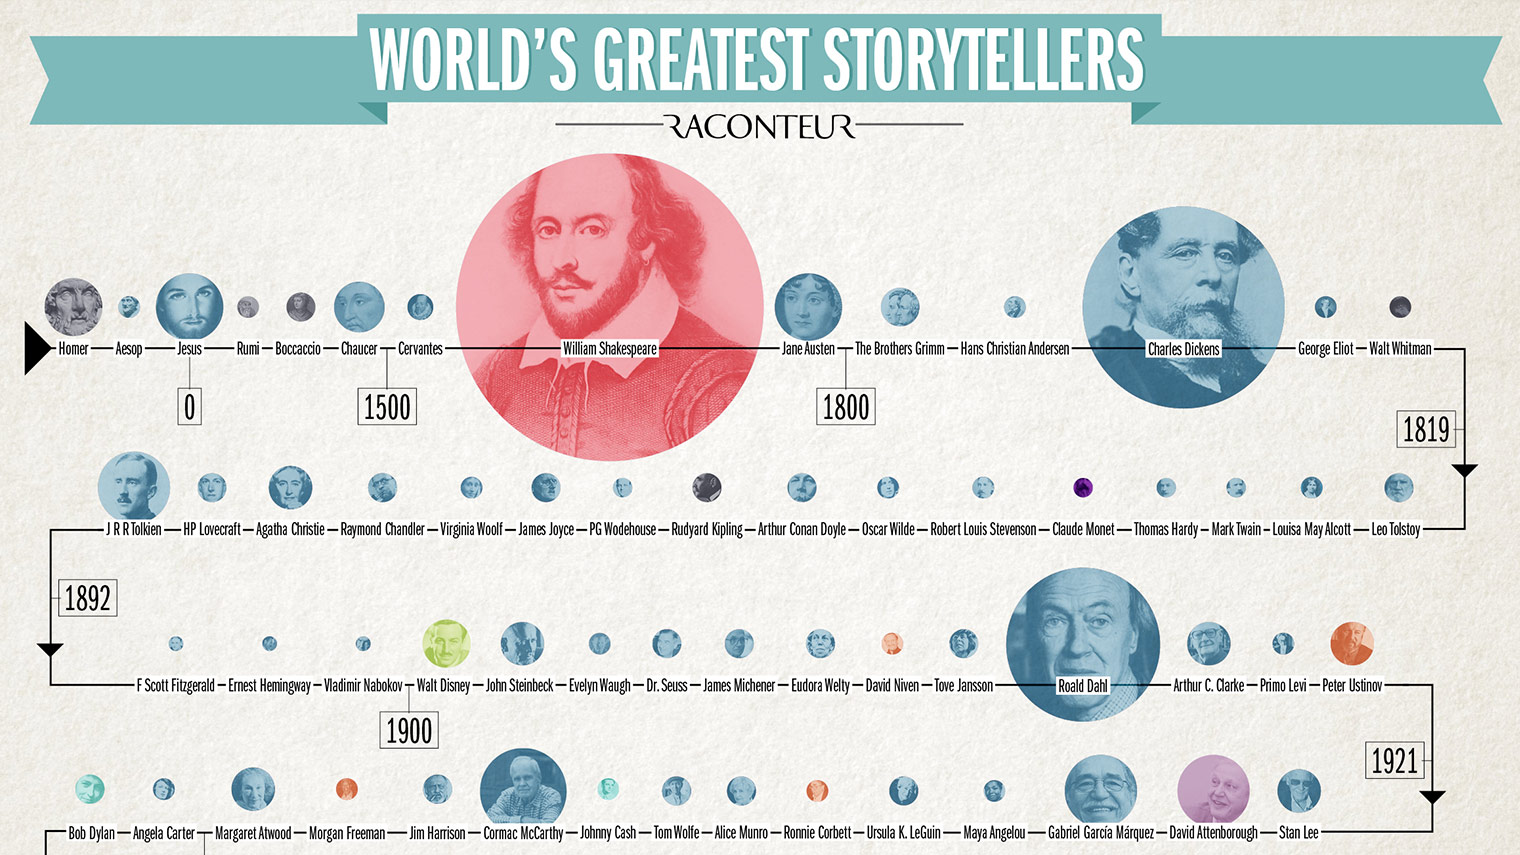 WORLD'S GREATEST STORYTELLERS
RACONTEUR
Homer Aesop Jesus Rumi Boccaccio Chaucer Cervantes William Shakespeare Jane Austen The Brothers Grimm Hans Christian Andersen Charles Dickens George Eliot Walt Whitman
0 1500 1800
1819
J R R Tolkien HP Lovecraft Agatha Christie Raymond Chandler Virginia Woolf James Joyce PG Wodehouse Rudyard Kipling Arthur Conan Doyle Oscar Wilde Robert Louis Stevenson Claude Monet Thomas Hardy Mark Twain Louisa May Alcott Leo Tolstoy
1892
F Scott Fitzgerald Ernest Hemingway Vladimir Nabokov Walt Disney John Steinbeck Evelyn Waugh Dr. Seuss James Michener Eudora Welty David Niven Tove Jansson Roald Dahl Arthur C. Clarke Primo Levi Peter Ustinov
1900
1921
Bob Dylan Angela Carter Margaret Atwood Morgan Freeman Jim Harrison Cormac McCarthy Johnny Cash Tom Wolfe Alice Munro Ronnie Corbett Ursula K. LeGuin Maya Angelou Gabriel García Márquez David Attenborough Stan Lee